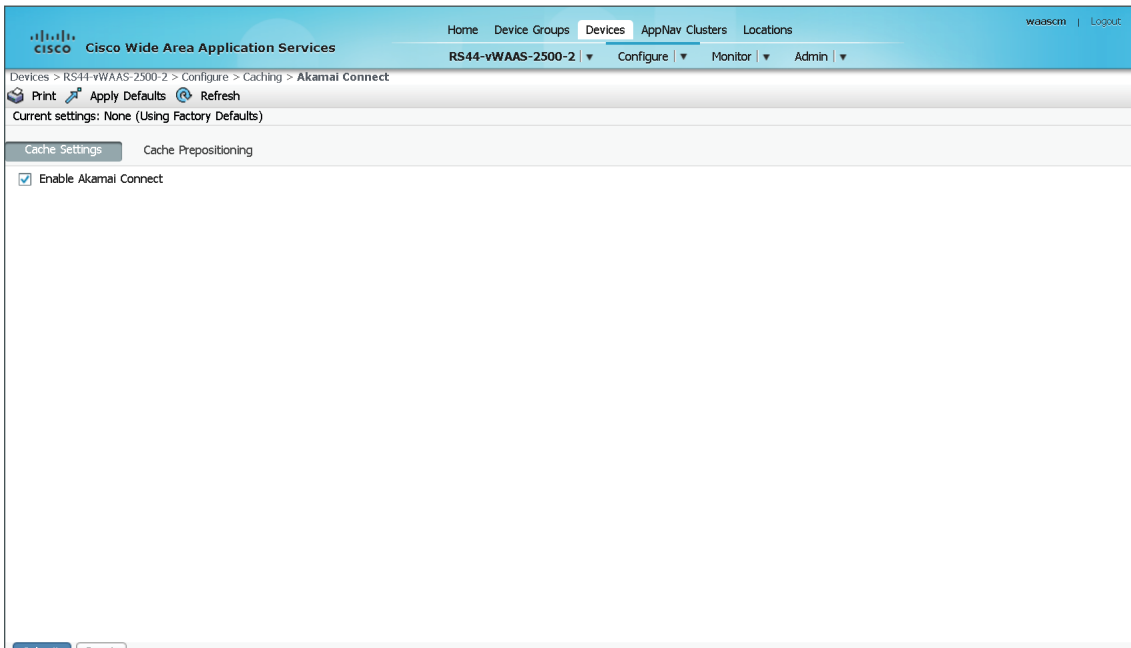 waascm | Logout
Home Device Groups Devices AppNav Clusters Locations
CISCO Cisco Wide Area Application Services
RS44-vWAAS-2500-2 Configure Monitor Admin
Devices > RS44-vWAAS-2500-2 > Configure > Caching > Akamai Connect
Print Apply Defaults Refresh
Current settings: None (Using Factory Defaults)
Cache Settings Cache Prepositioning
Enable Akamai Connect